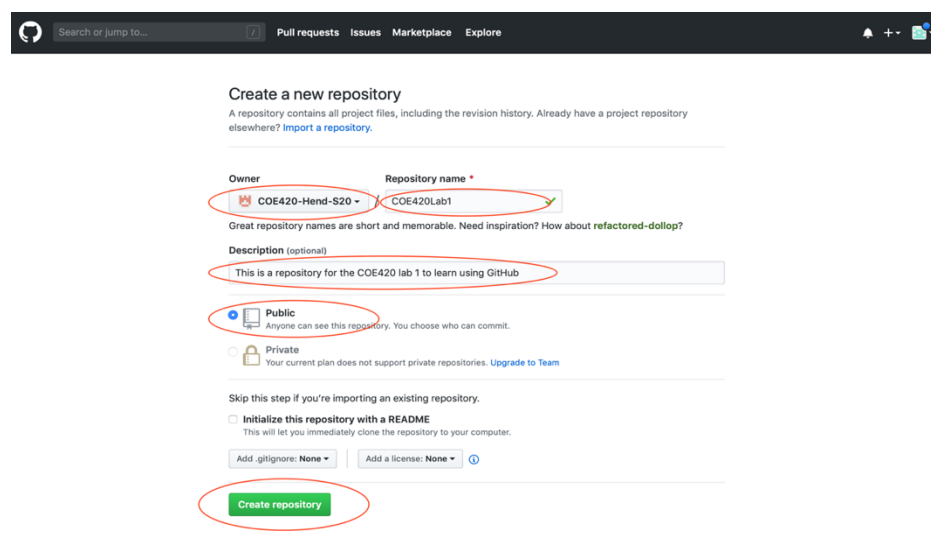 Search or jump to... / Pull requests Issues Marketplace Explore
Create a new repository
A repository contains all project files, including the revision history. Already have a project repository
elsewhere? Import a repository.
Owner Repository name *
COE420-Hend-S20 / COE420Lab1
Great repository names are short and memorable. Need inspiration? How about refactored-dollop?
Description (optional)
This is a repository for the COE420 lab 1 to learn using GitHub
Public
Anyone can see this repository. You choose who can commit.
Private
Your current plan does not support private repositories. Upgrade to Team
Skip this step if you're importing an existing repository.
Initialize this repository with a README
This will let you immediately clone the repository to your computer.
Add .gitignore: None Add a license: None
Create repository